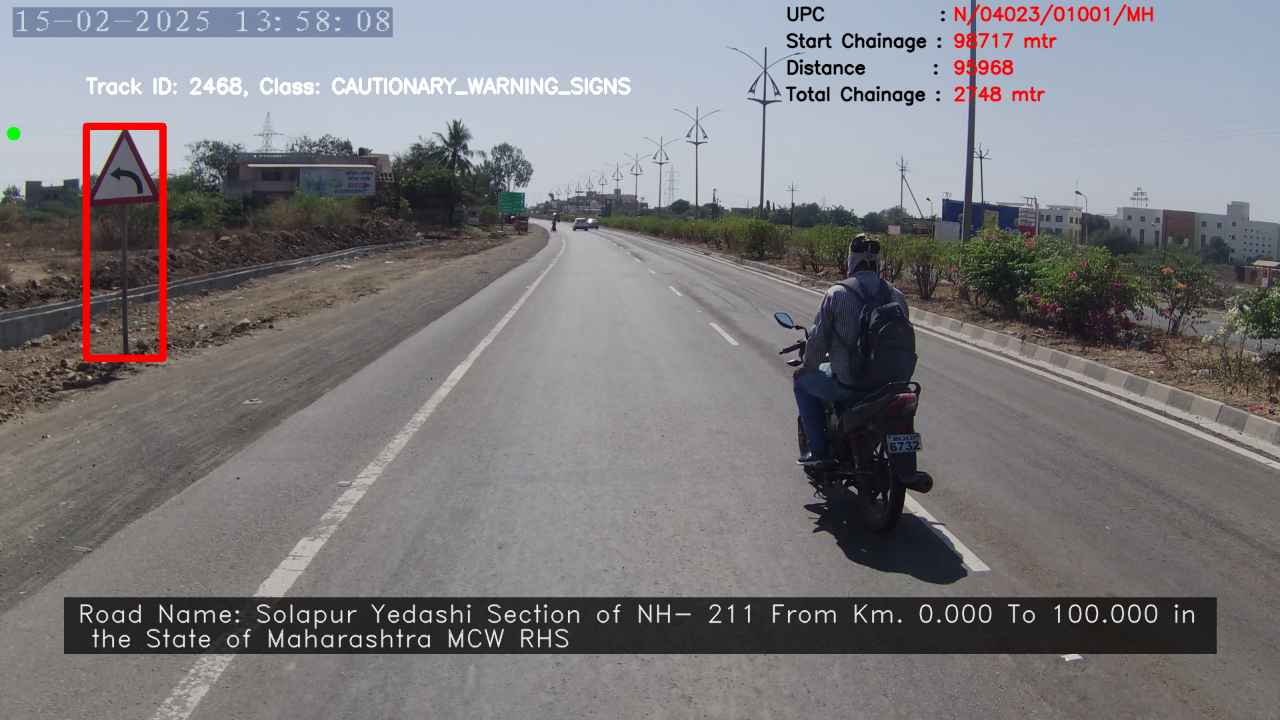 15-02-2025 13:58:08
UPC : N/04023/01001/MH
Start Chainage : 98717 mtr
Distance : 95968
Total Chainage : 2748 mtr
Track ID: 2468, Class: CAUTIONARY_WARNING_SIGNS
6732
Road Name: Solapur Yedashi Section of NH- 211 From Km. 0.000 To 100.000 in
the State of Maharashtra MCW RHS